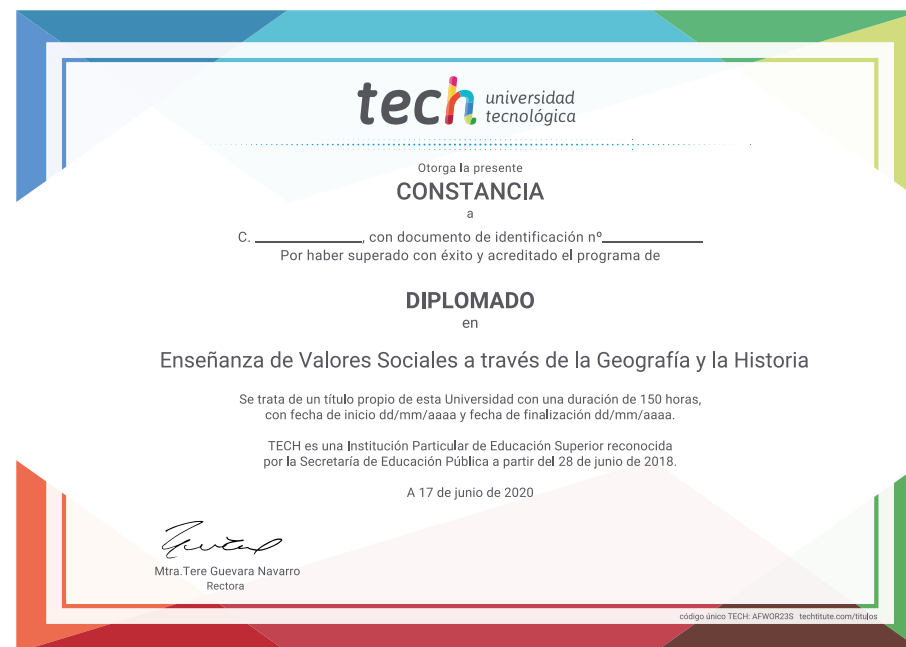 tech universidad
tecnológica
Otorga la presente
CONSTANCIA
a
C. ____________, con documento de identificación nº____________
Por haber superado con éxito y acreditado el programa de
DIPLOMADO
en
Enseñanza de Valores Sociales a través de la Geografía y la Historia
Se trata de un título propio de esta Universidad con una duración de 150 horas,
con fecha de inicio dd/mm/aaaa y fecha de finalización dd/mm/aaaa.
TECH es una Institución Particular de Educación Superior reconocida
por la Secretaría de Educación Pública a partir del 28 de junio de 2018.
A 17 de junio de 2020
Mtra.Tere Guevara Navarro
Rectora
código único TECH: AFWOR23S techtitute.com/titulos